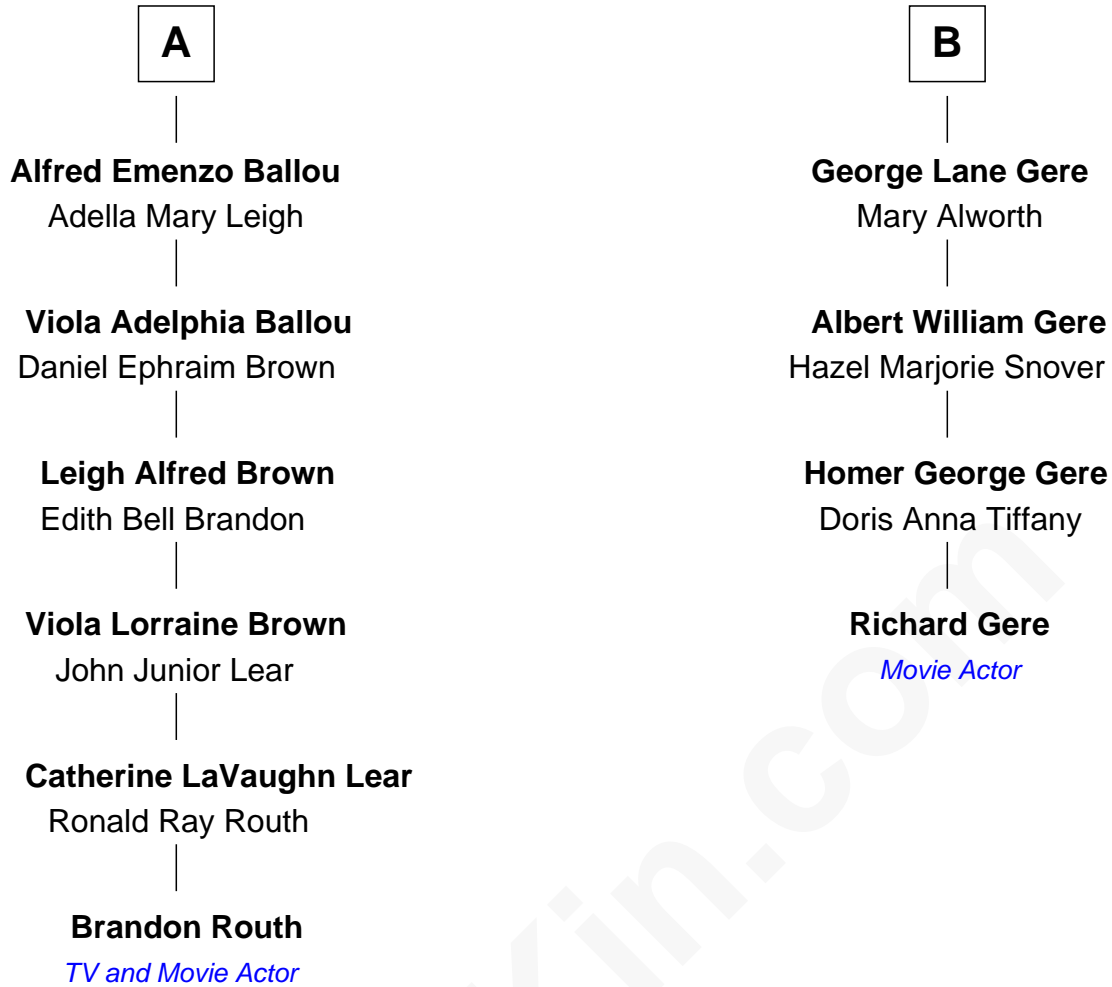 A
Alfred Emenzo Ballou
Adella Mary Leigh
Viola Adelphia Ballou
Daniel Ephraim Brown
Leigh Alfred Brown
Edith Bell Brandon
Viola Lorraine Brown
John Junior Lear
Catherine LaVaughn Lear
Ronald Ray Routh
Brandon Routh
TV and Movie Actor
B
George Lane Gere
Mary Alworth
Albert William Gere
Hazel Marjorie Snover
Homer George Gere
Doris Anna Tiffany
Richard Gere
Movie Actor
Kin.com